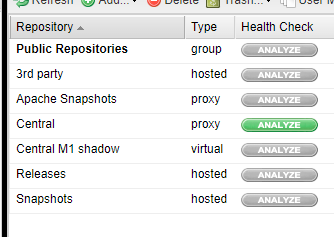 Refresh Add... Delete Trash... User M
Repository Type Health Check
Public Repositories group ANALYZE
3rd party hosted ANALYZE
Apache Snapshots proxy ANALYZE
Central proxy ANALYZE
Central M1 shadow virtual ANALYZE
Releases hosted ANALYZE
Snapshots hosted ANALYZE